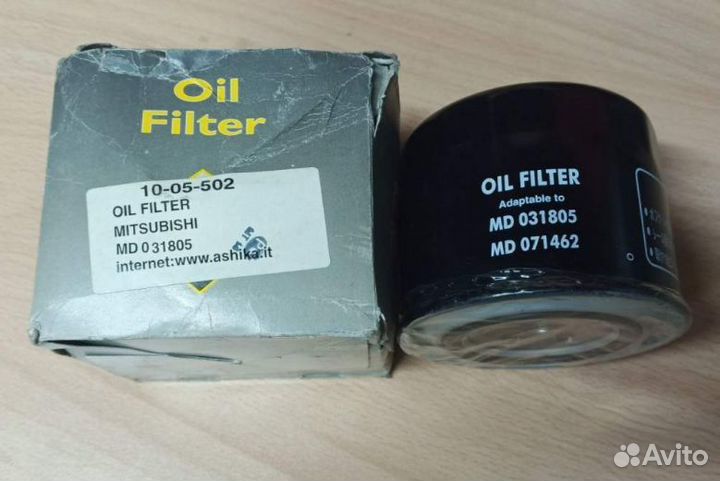 Oil
Filter
10-05-502
OIL FILTER
MITSUBISHI
MD 031805
internet:www.ashika.it
OIL FILTER
Adaptable to
MD 031805
MD 071462
Avito